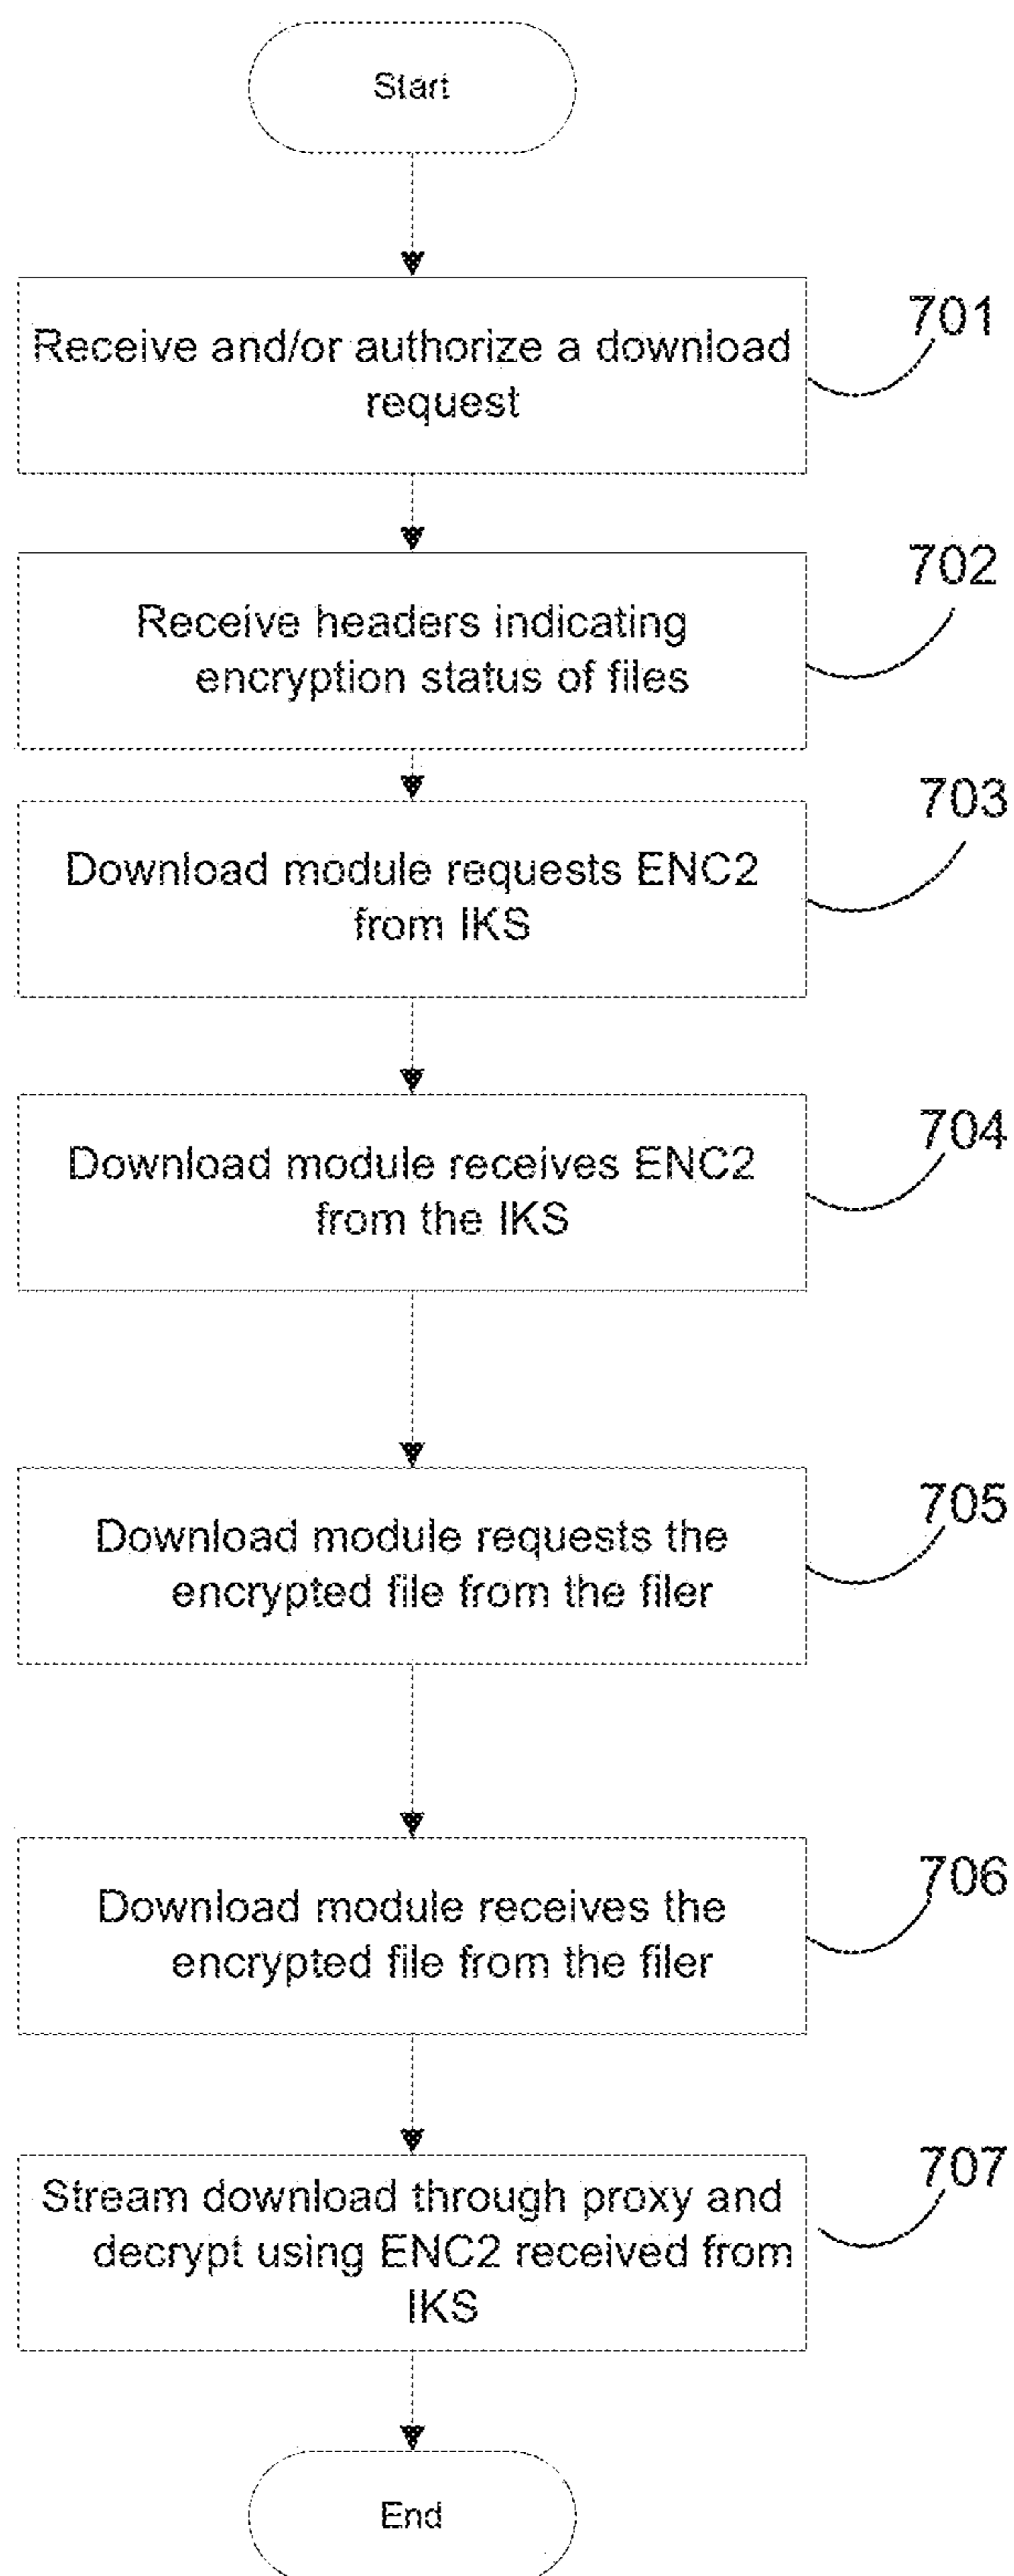 Start
Receive and/or authorize a download
request
701
Receive headers indicating
encryption status of files
702
Download module requests ENC2
from IKS
703
Download module receives ENC2
from the IKS
704
Download module requests the
encrypted file from the filer
705
Download module receives the
encrypted file from the filer
706
Stream download through proxy and
decrypt using ENC2 received from
IKS
707
End